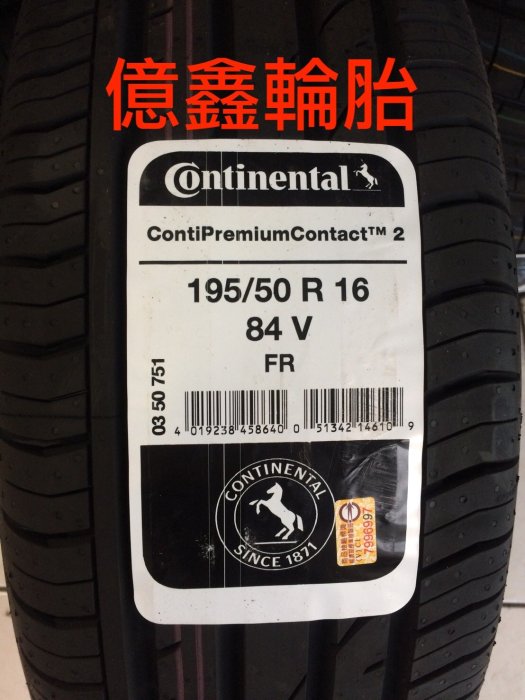 億鑫輪胎
Continental
ContiPremiumContact™ 2
195/50 R 16
84 V
FR
03 50 751
4 019238 458640 0 51342 14610 9
CONTINENTAL
SINCE 1871
7996997